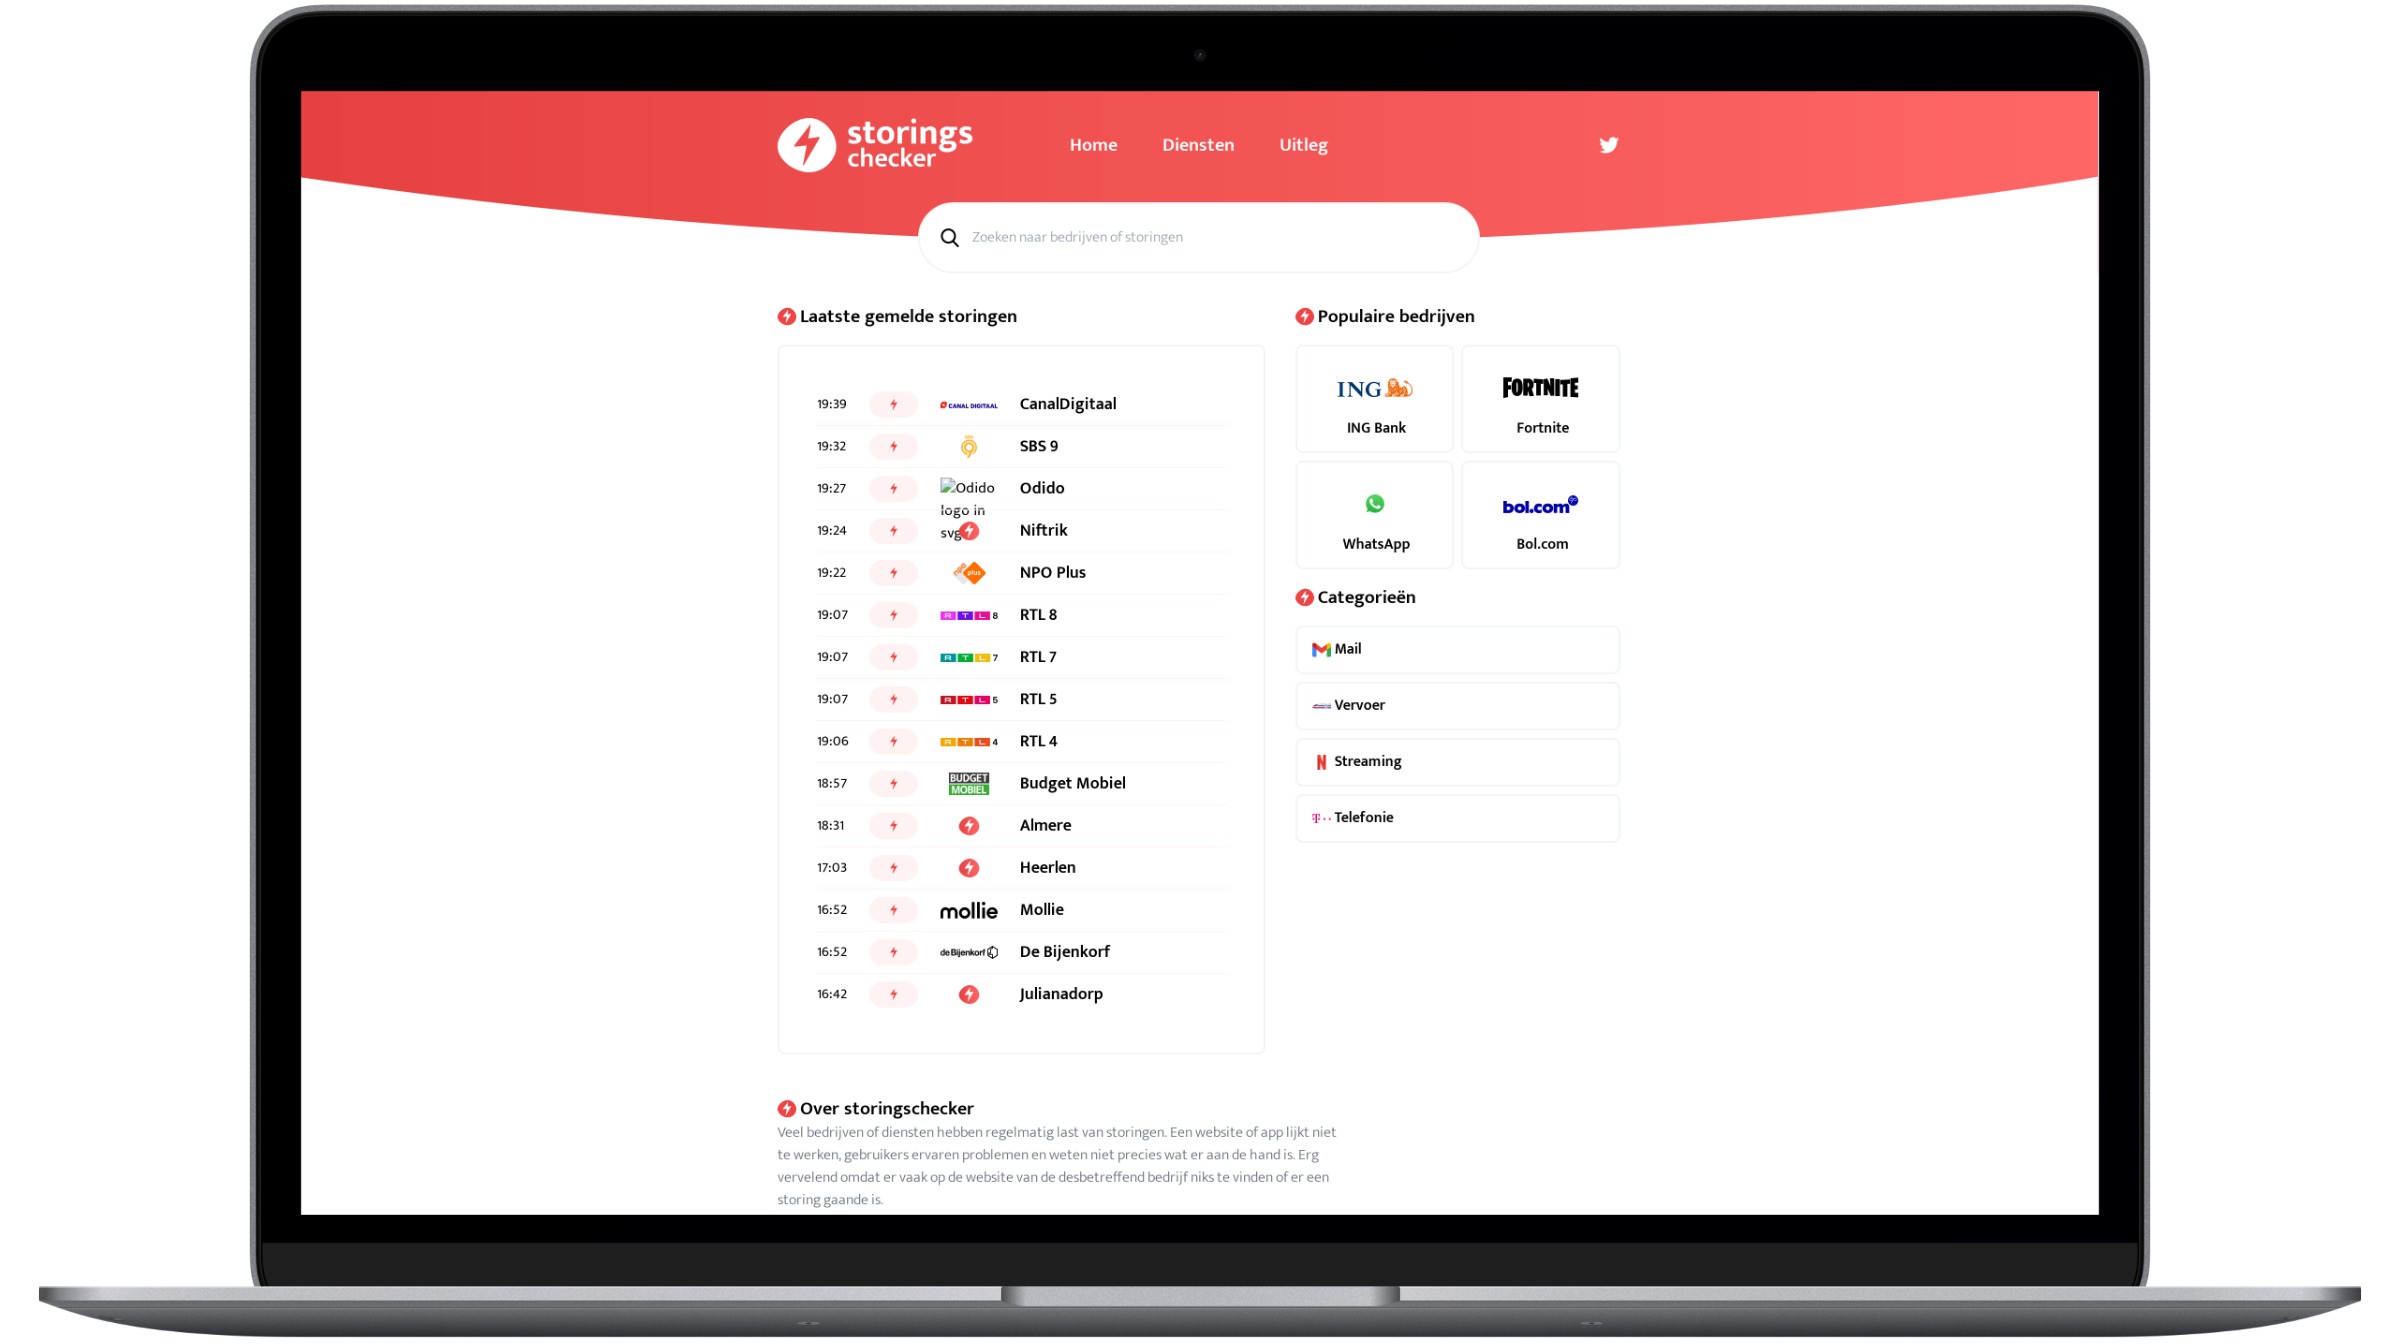 storings
checker
Home Diensten Uitleg
Zoeken naar bedrijven of storingen
Laatste gemelde storingen
19:39 CANAL DIGITAAL CanalDigitaal
19:32 SBS 9
19:27 Odido logo in svg Odido
19:24 Niftrik
19:22 npo plus NPO Plus
19:07 RTL 8 RTL 8
19:07 RTL 7 RTL 7
19:07 RTL 5 RTL 5
19:06 RTL 4 RTL 4
18:57 BUDGET MOBIEL Budget Mobiel
18:31 Almere
17:03 Heerlen
16:52 mollie Mollie
16:52 de Bijenkorf De Bijenkorf
16:42 Julianadorp
Populaire bedrijven
ING FORTNITE
ING Bank Fortnite
bol.com
WhatsApp Bol.com
Categorieën
Mail
Vervoer
Streaming
Telefonie
Over storingschecker
Veel bedrijven of diensten hebben regelmatig last van storingen. Een website of app lijkt niet
te werken, gebruikers ervaren problemen en weten niet precies wat er aan de hand is. Erg
vervelend omdat er vaak op de website van de desbetreffend bedrijf niks te vinden of er een
storing gaande is.